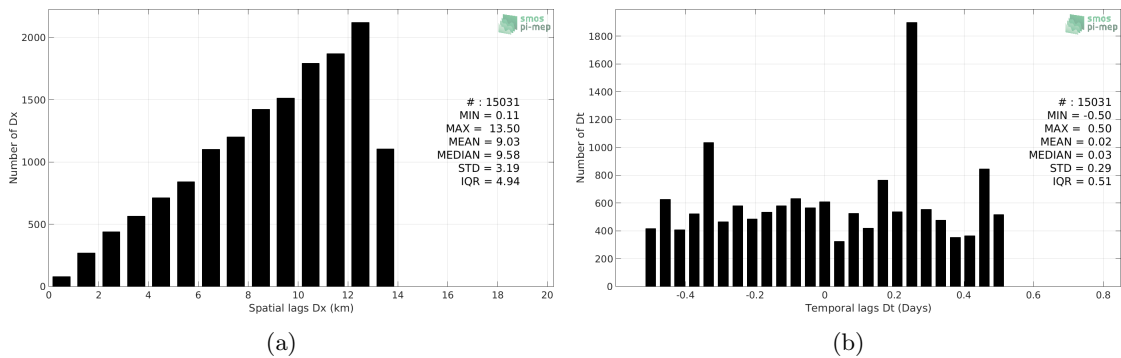 smos
pi-mep
2000
1500
1000
500
0
Number of Dx
# : 15031
MIN = 0.11
MAX = 13.50
MEAN = 9.03
MEDIAN = 9.58
STD = 3.19
IQR = 4.94
0 2 4 6 8 10 12 14 16 18 20
Spatial lags Dx (km)
(a)
smos
pi-mep
1800
1600
1400
1200
1000
800
600
400
200
0
Number of Dt
# : 15031
MIN = -0.50
MAX = 0.50
MEAN = 0.02
MEDIAN = 0.03
STD = 0.29
IQR = 0.51
-0.4 -0.2 0 0.2 0.4 0.6 0.8
Temporal lags Dt (Days)
(b)